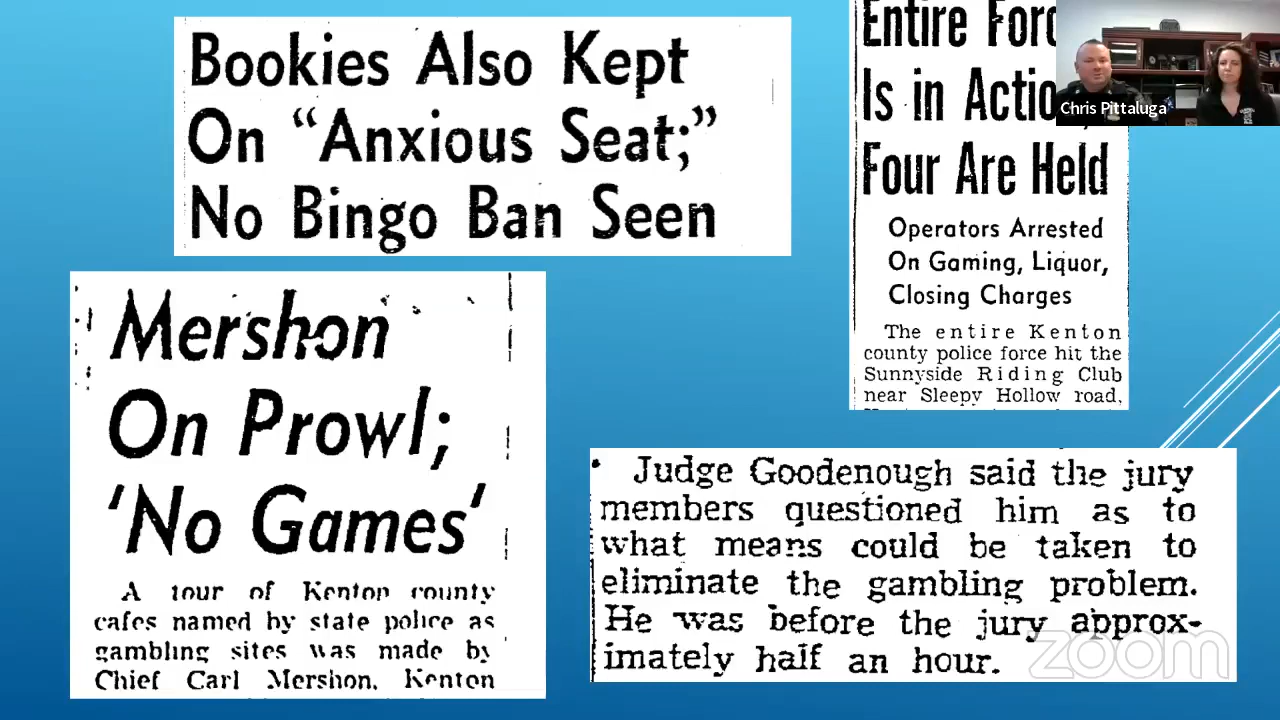 Bookies Also Kept
On “Anxious Seat;”
No Bingo Ban Seen
Entire Forc
Is in Actio
Four Are Held
Operators Arrested
On Gaming, Liquor,
Closing Charges
The entire Kenton
county police force hit the
Sunnyside Riding Club
near Sleepy Hollow road,
Chris Pittaluga
Mershon
On Prowl;
'No Games'
A tour of Kenton county
cafes named by state police as
gambling sites was made by
Chief Carl Mershon, Kenton
Judge Goodenough said the jury
members questioned him as to
what means could be taken to
eliminate the gambling problem.
He was before the jury approx-
imately half an hour.
zoom